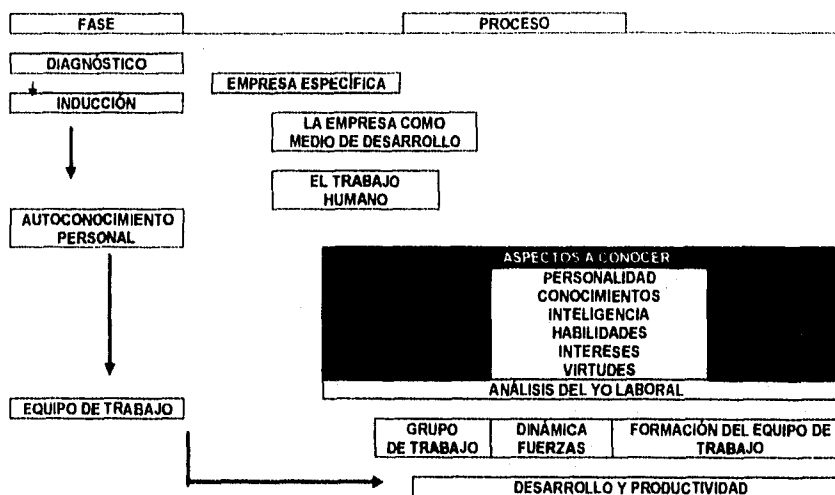 FASE
PROCESO
DIAGNÓSTICO
EMPRESA ESPECÍFICA
INDUCCIÓN
LA EMPRESA COMO
MEDIO DE DESARROLLO
EL TRABAJO
HUMANO
AUTOCONOCIMIENTO
PERSONAL
ASPECTOS A CONOCER
PERSONALIDAD
CONOCIMIENTOS
INTELIGENCIA
HABILIDADES
INTERESES
VIRTUDES
ANÁLISIS DEL YO LABORAL
EQUIPO DE TRABAJO
GRUPO
DE TRABAJO
DINÁMICA
FUERZAS
FORMACIÓN DEL EQUIPO DE
TRABAJO
DESARROLLO Y PRODUCTIVIDAD